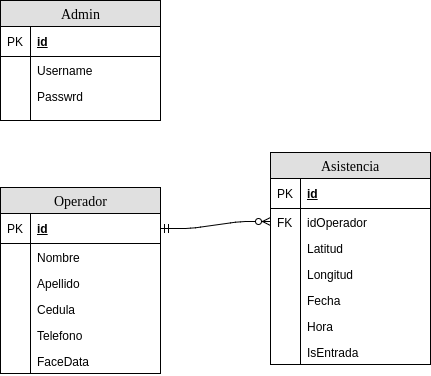 Admin
PK id
Username
Passwrd
Operador
PK id
Nombre
Apellido
Cedula
Telefono
FaceData
Asistencia
PK id
FK idOperador
Latitud
Longitud
Fecha
Hora
IsEntrada